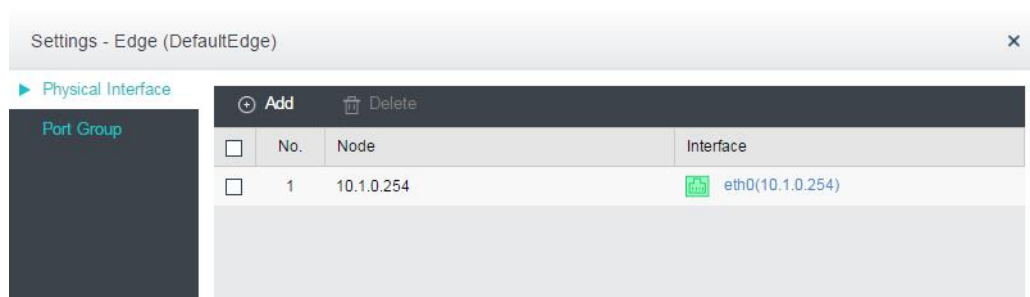 Settings - Edge (DefaultEdge)
Physical Interface
Port Group
Add Delete
No. Node Interface
1 10.1.0.254 eth0(10.1.0.254)